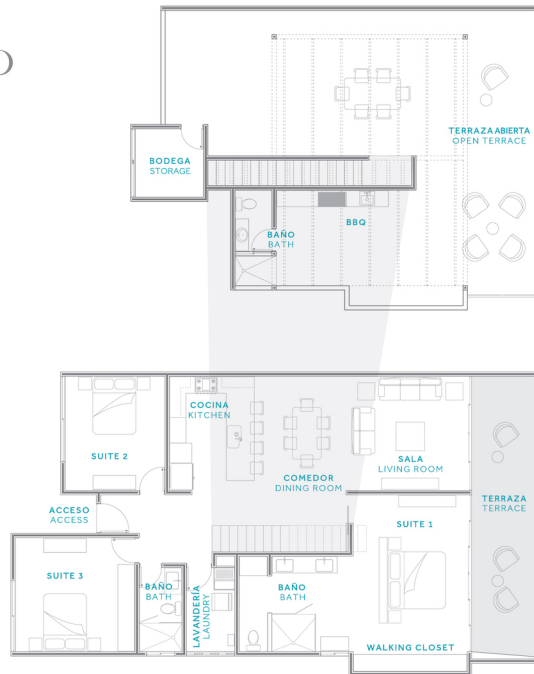 TERRAZA ABIERTA
OPEN TERRACE
BODEGA
STORAGE
BBQ
BAÑO
BATH
COCINA
KITCHEN
SUITE 2
SALA
LIVING ROOM
COMEDOR
DINING ROOM
TERRAZA
TERRACE
ACCESO
ACCESS
SUITE 1
SUITE 3
BAÑO
BATH
LAVANDERÍA
LAUNDRY
BAÑO
BATH
WALKING CLOSET